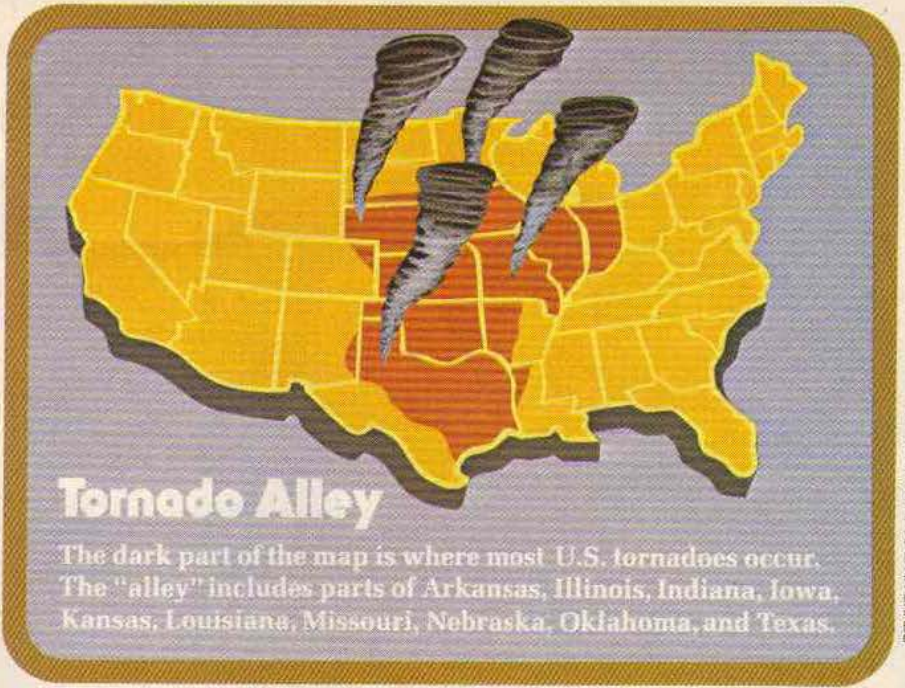 Tornado Alley
The dark part of the map is where most U.S. tornadoes occur.
The "alley" includes parts of Arkansas, Illinois, Indiana, Iowa,
Kansas, Louisiana, Missouri, Nebraska, Oklahoma, and Texas.